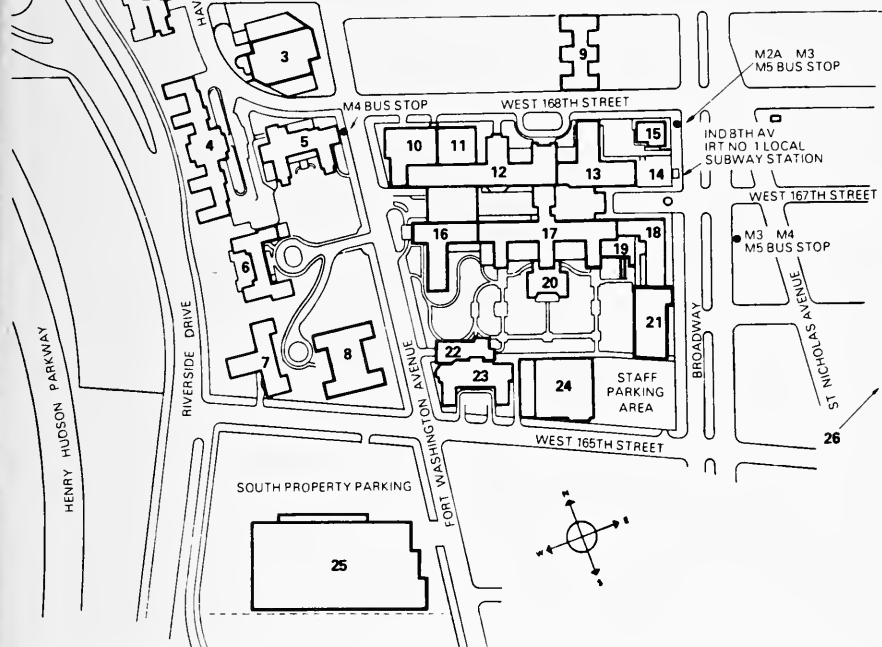 HAV
3
9
M2A M3
M5 BUS STOP
M4 BUS STOP
WEST 168TH STREET
4
5
10
11
12
13
14
15
IND 8TH AV
IRT NO 1 LOCAL
SUBWAY STATION
WEST 167TH STREET
16
17
18
19
M3 M4
M5 BUS STOP
6
20
21
7
8
22
23
24
STAFF
PARKING
AREA
BROADWAY
ST NICHOLAS AVENUE
26
HENRY HUDSON PARKWAY
RIVERSIDE DRIVE
FORT WASHINGTON AVENUE
WEST 165TH STREET
SOUTH PROPERTY PARKING
25
N
E
W
S